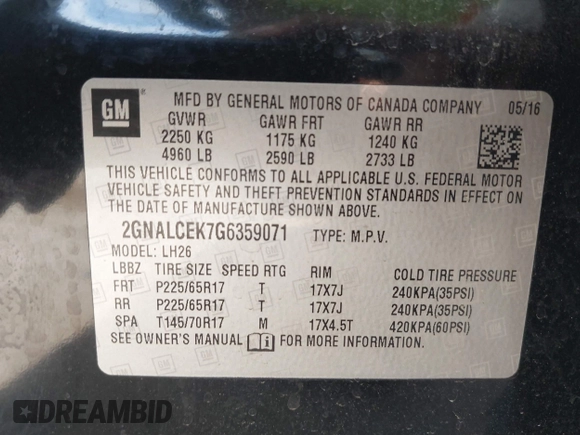 GM
MFD BY GENERAL MOTORS OF CANADA COMPANY 05/16
GVWR GAWR FRT GAWR RR
2250 KG 1175 KG 1240 KG
4960 LB 2590 LB 2733 LB
THIS VEHICLE CONFORMS TO ALL APPLICABLE U.S. FEDERAL MOTOR
VEHICLE SAFETY AND THEFT PREVENTION STANDARDS IN EFFECT ON
THE DATE OF MANUFACTURE SHOWN ABOVE.
2GNALCEK7G6359071 TYPE: M.P.V.
MODEL: LH26
LBBZ TIRE SIZE SPEED RTG RIM COLD TIRE PRESSURE
FRT P225/65R17 T 17X7J 240KPA(35PSI)
RR P225/65R17 T 17X7J 240KPA(35PSI)
SPA T145/70R17 M 17X4.5T 420KPA(60PSI)
SEE OWNER'S MANUAL FOR MORE INFORMATION.
DREAMBID